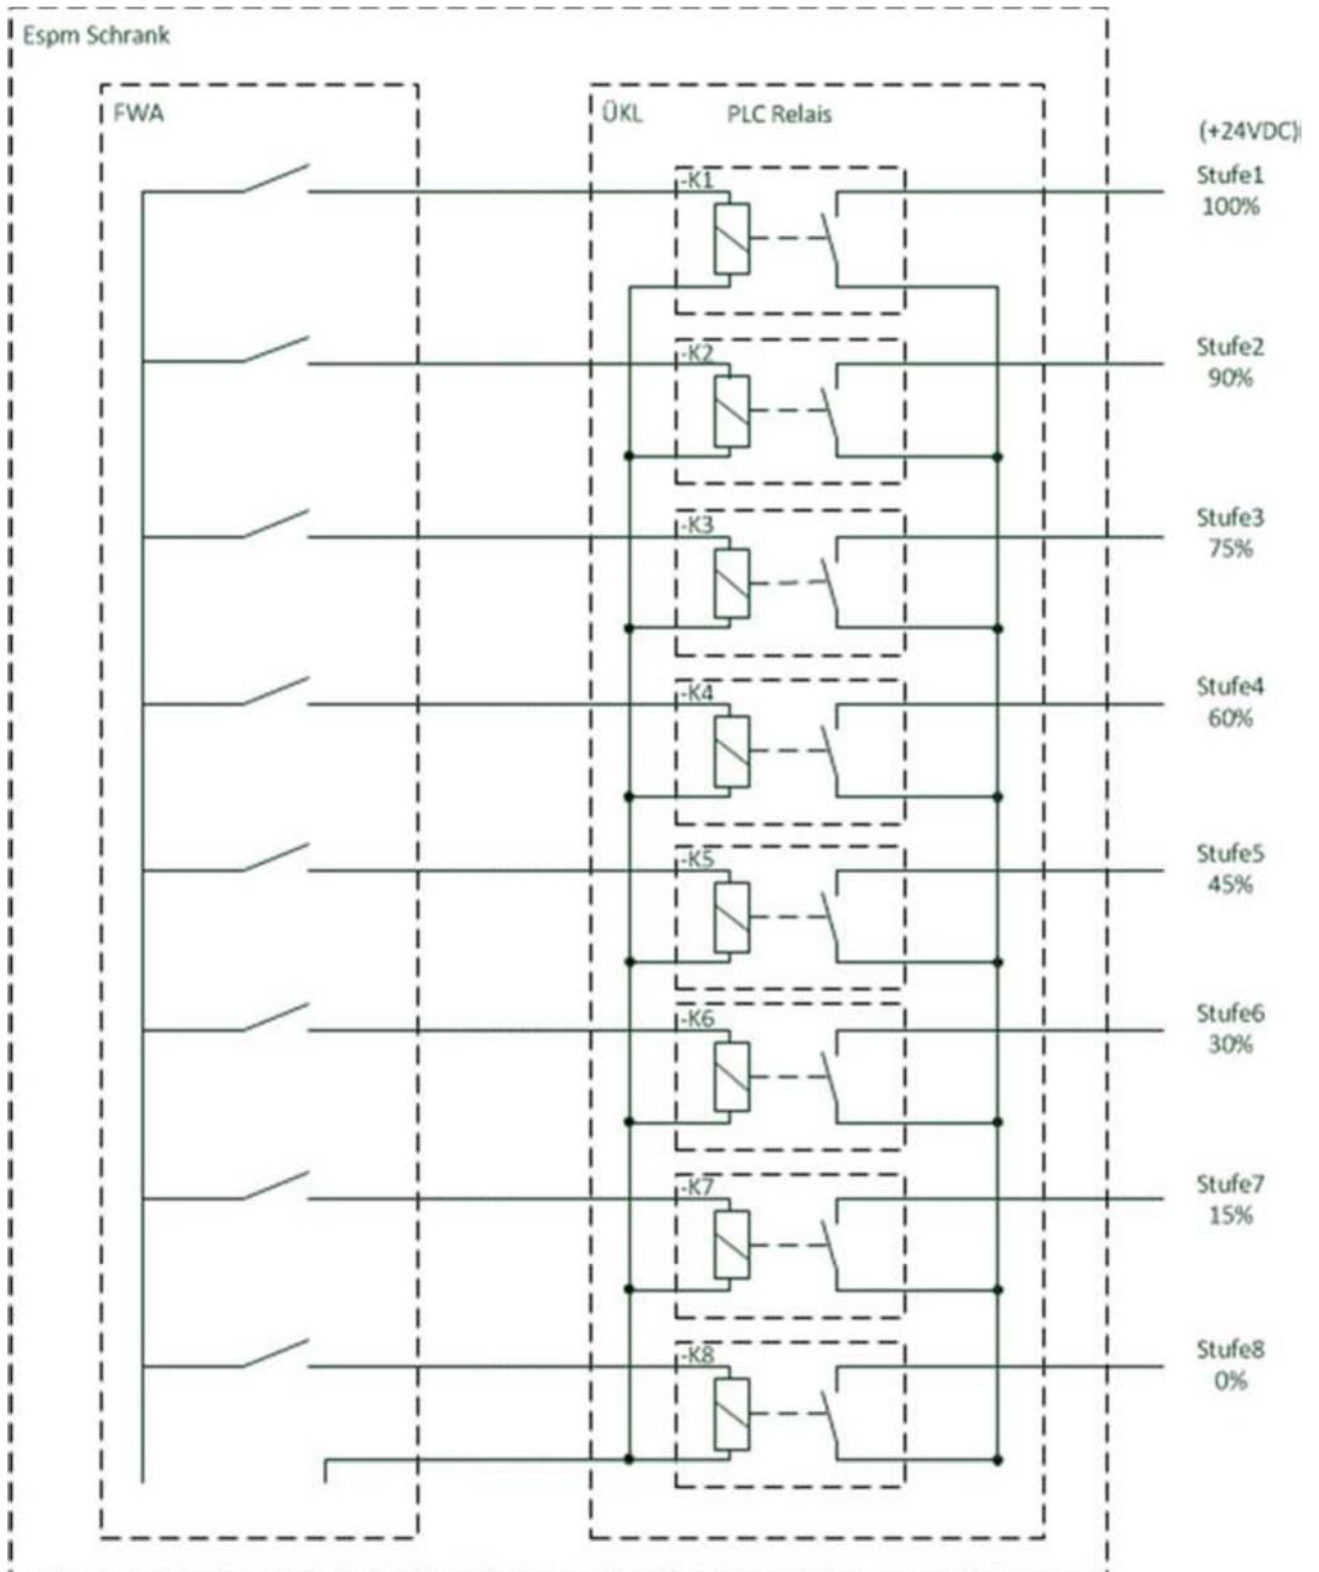 Espm Schrank
FWA
ÜKL PLC Relais
(+24VDC)
-K1
Stufe1
100%
-K2
Stufe2
90%
-K3
Stufe3
75%
-K4
Stufe4
60%
-K5
Stufe5
45%
-K6
Stufe6
30%
-K7
Stufe7
15%
-K8
Stufe8
0%